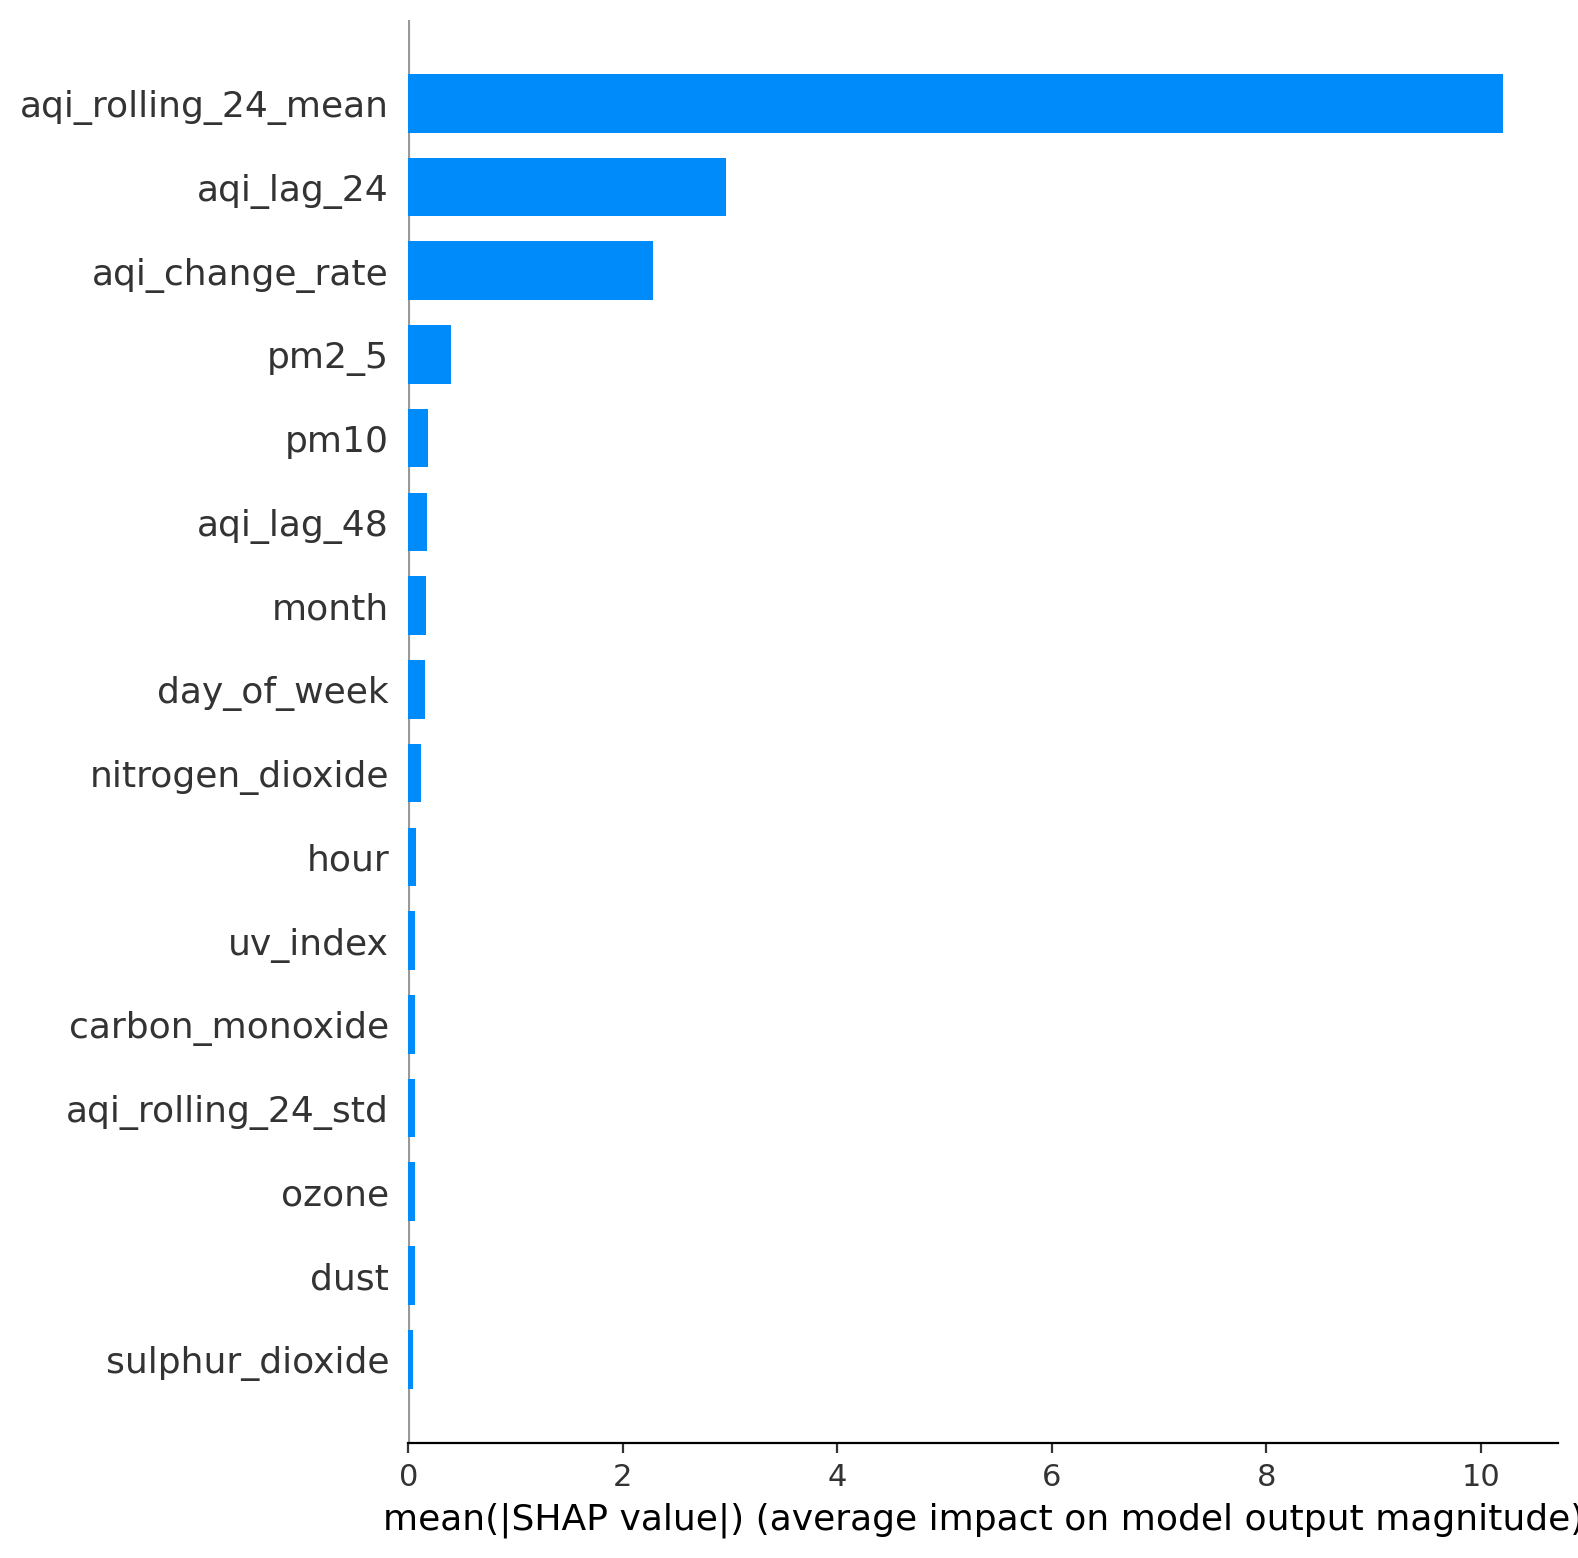 aqi_rolling_24_mean
aqi_lag_24
aqi_change_rate
pm2_5
pm10
aqi_lag_48
month
day_of_week
nitrogen_dioxide
hour
uv_index
carbon_monoxide
aqi_rolling_24_std
ozone
dust
sulphur_dioxide
0 2 4 6 8 10
mean(|SHAP value|) (average impact on model output magnitude)